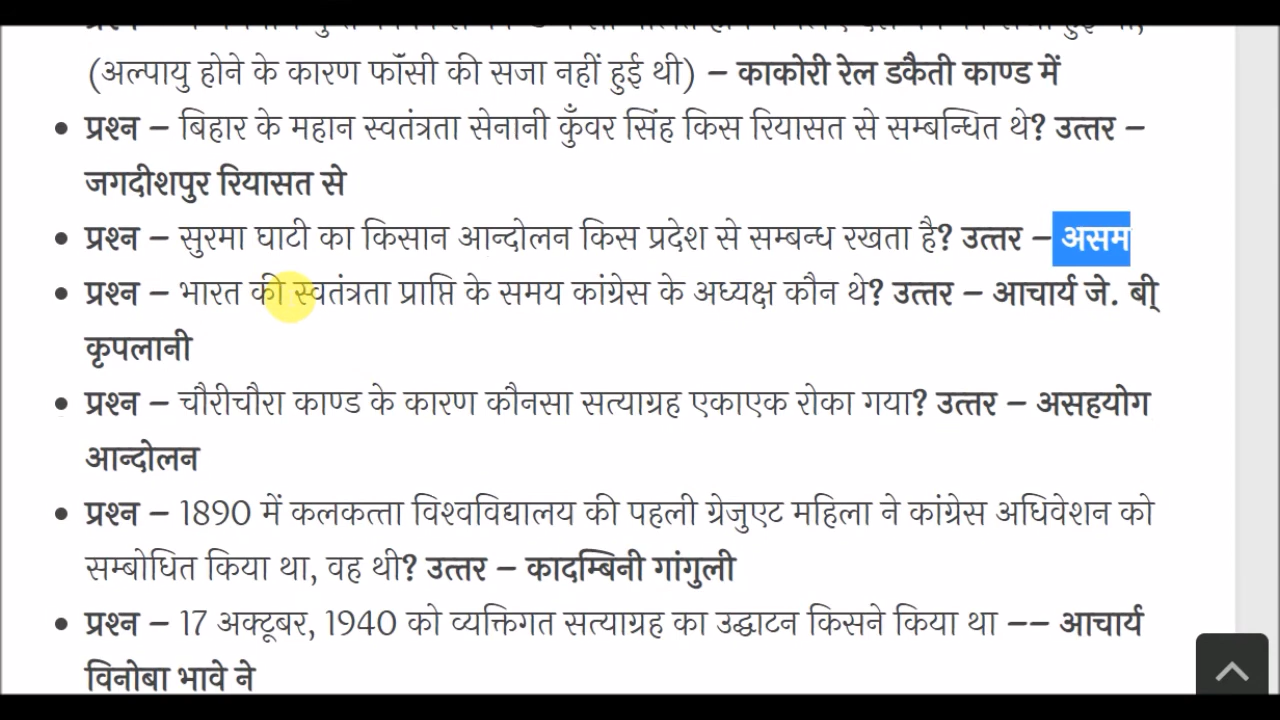 (अल्पायु होने के कारण फाॅंसी की सजा नहीं हुई थी) – काकोरी रेल डकैती काण्ड में
• प्रश्न – बिहार के महान स्वतंत्रता सेनानी कुँवर सिंह किस रियासत से सम्बन्धित थे? उत्तर –
जगदीशपुर रियासत से
• प्रश्न – सुरमा घाटी का किसान आन्दोलन किस प्रदेश से सम्बन्ध रखता है? उत्तर – असम
• प्रश्न – भारत की स्वतंत्रता प्राप्ति के समय कांग्रेस के अध्यक्ष कौन थे? उत्तर – आचार्य जे. बी्
कृपलानी
• प्रश्न – चौरीचौरा काण्ड के कारण कौनसा सत्याग्रह एकाएक रोका गया? उत्तर – असहयोग
आन्दोलन
• प्रश्न – 1890 में कलकत्ता विश्वविद्यालय की पहली ग्रेजुएट महिला ने कांग्रेस अधिवेशन को
सम्बोधित किया था, वह थी? उत्तर – कादम्बिनी गांगुली
• प्रश्न – 17 अक्टूबर, 1940 को व्यक्तिगत सत्याग्रह का उद्घाटन किसने किया था –– आचार्य
विनोबा भावे ने